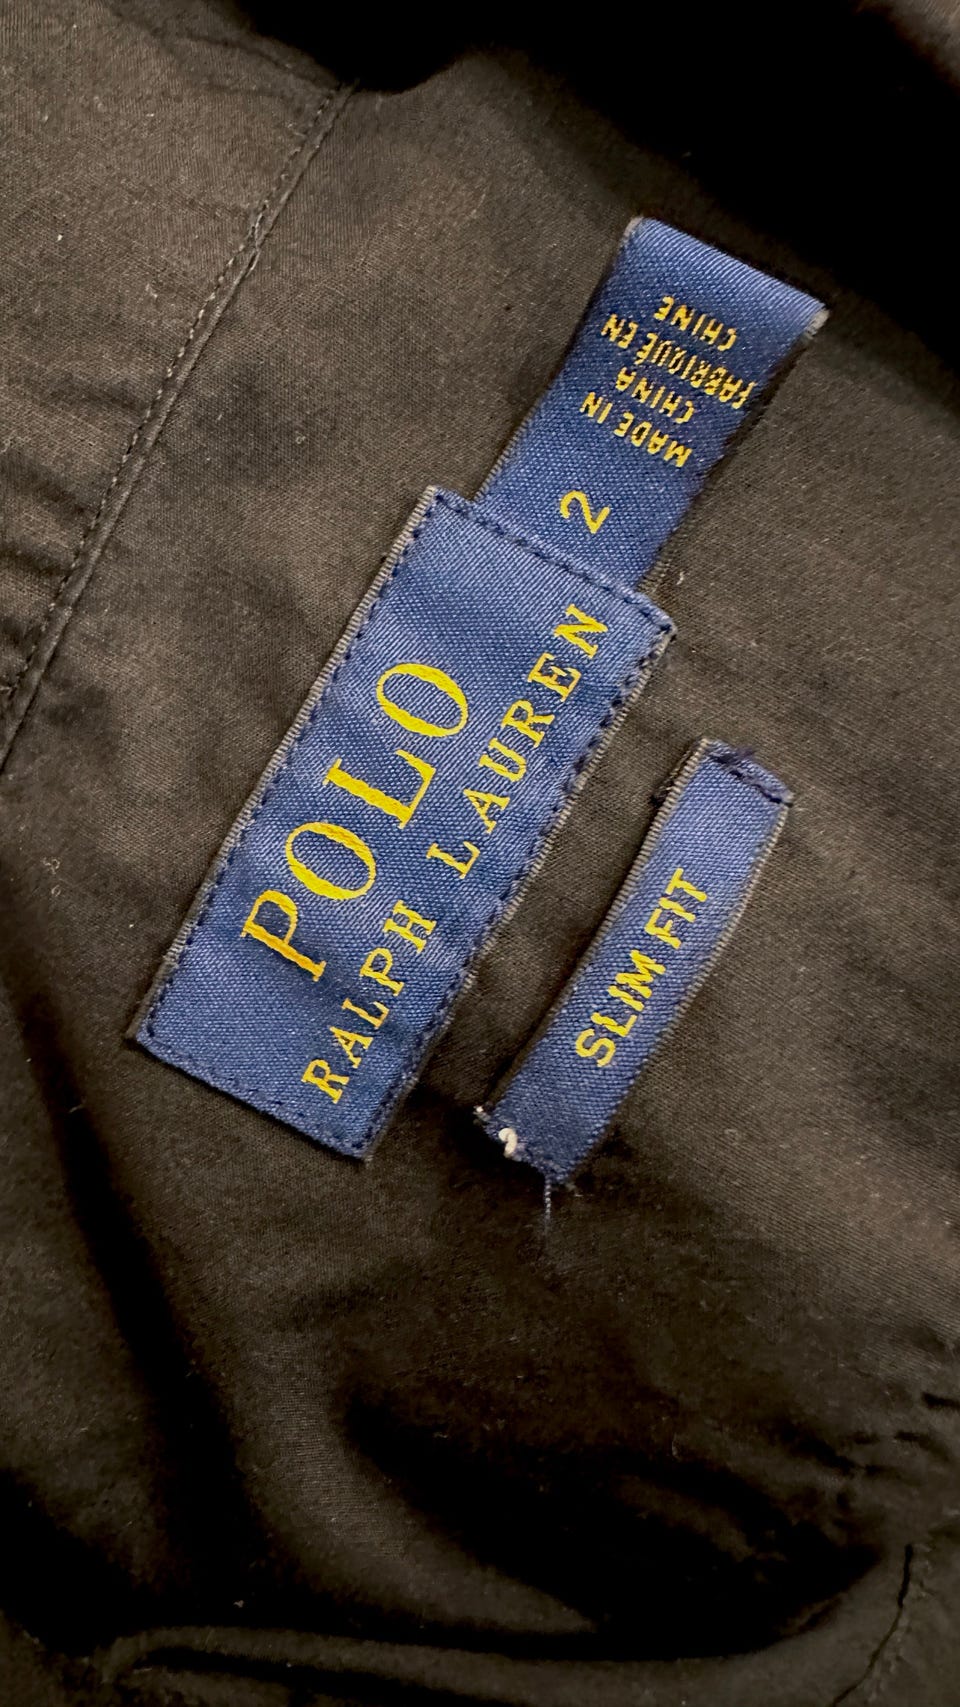 POLO
RALPH LAUREN
2
MADE IN
CHINA
FABRIQUÉ EN
CHINE
SLIM FIT